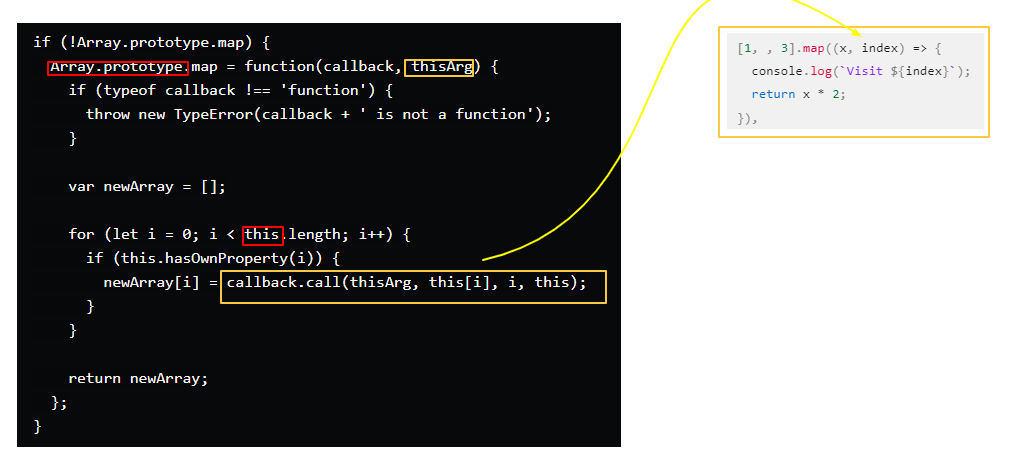 if (!Array.prototype.map) {
Array.prototype.map = function(callback, thisArg) {
if (typeof callback !== 'function') {
throw new TypeError(callback + ' is not a function');
}
var newArray = [];
for (let i = 0; i < this.length; i++) {
if (this.hasOwnProperty(i)) {
newArray[i] = callback.call(thisArg, this[i], i, this);
}
}
return newArray;
};
}
[1, , 3].map((x, index) => {
console.log(`Visit ${index}`);
return x * 2;
}),